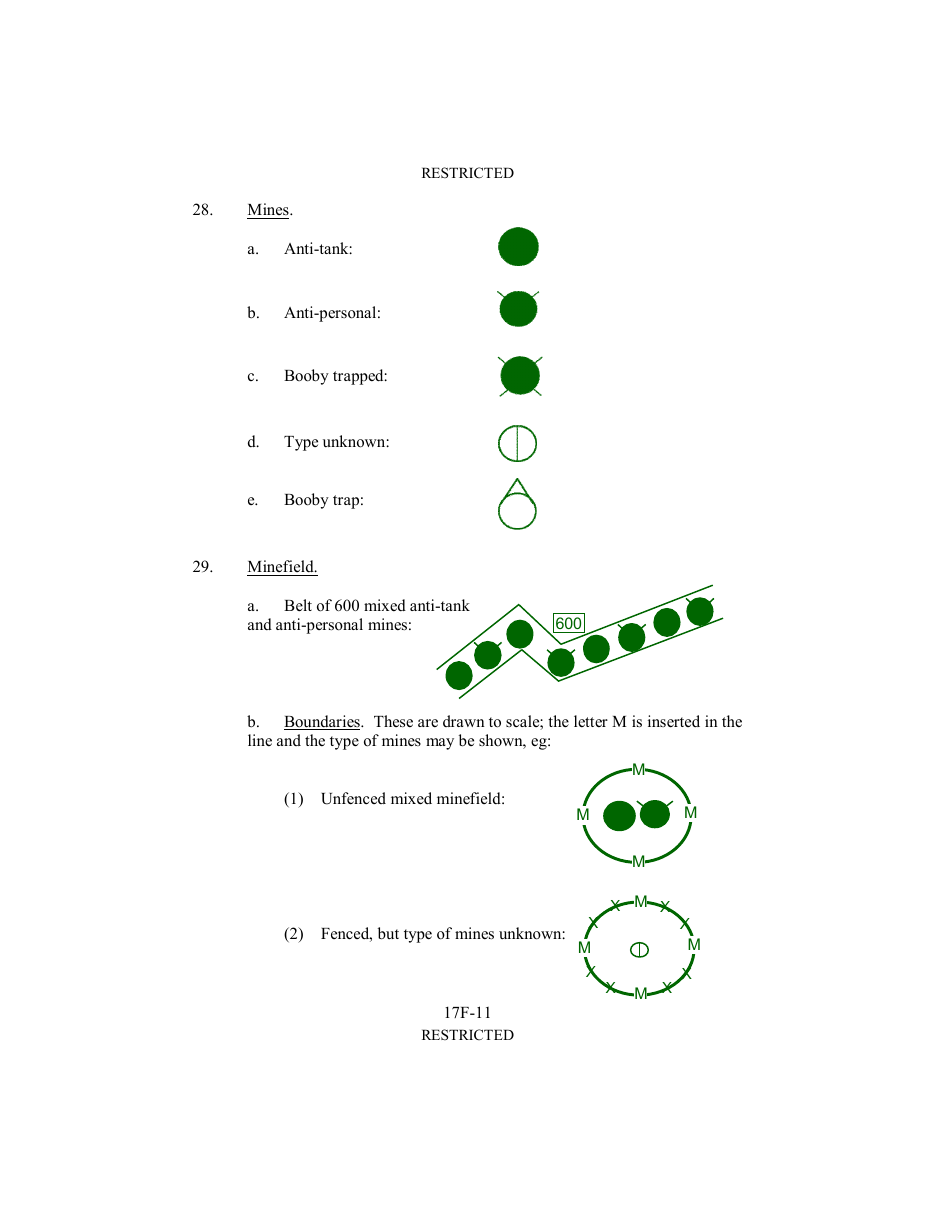 RESTRICTED
28. Mines.
a. Anti-tank:
b. Anti-personal:
c. Booby trapped:
d. Type unknown:
e. Booby trap:
29. Minefield.
a. Belt of 600 mixed anti-tank
and anti-personal mines:
600
b. Boundaries. These are drawn to scale; the letter M is inserted in the
line and the type of mines may be shown, eg:
M
(1) Unfenced mixed minefield:
M M
M
X M X
X X
(2) Fenced, but type of mines unknown:
M M
X X
X M X
17F-11
RESTRICTED